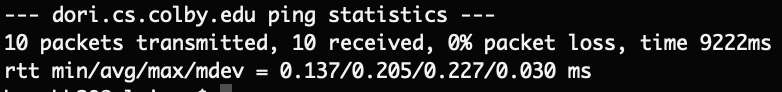 --- dori.cs.colby.edu ping statistics ---
10 packets transmitted, 10 received, 0% packet loss, time 9222ms
rtt min/avg/max/mdev = 0.137/0.205/0.227/0.030 ms